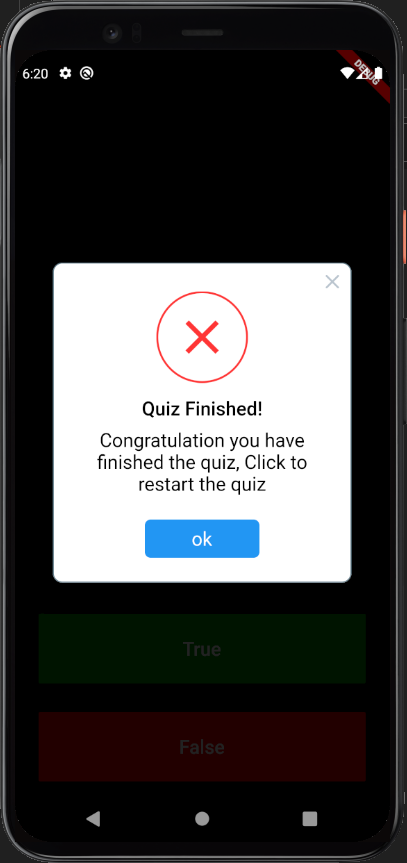 6:20
DEBUG
Quiz Finished!
Congratulation you have
finished the quiz, Click to
restart the quiz
ok
True
False